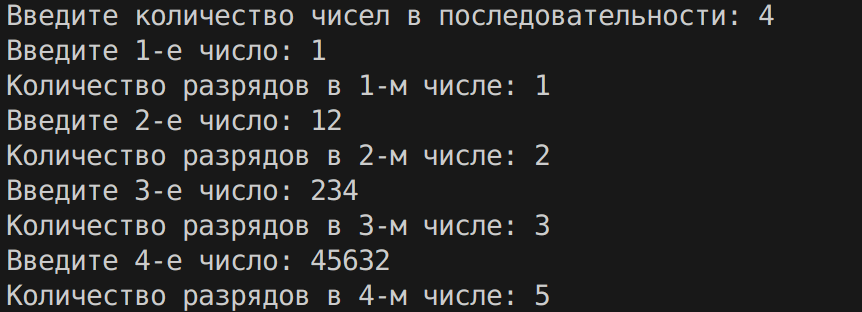 Введите количество чисел в последовательности: 4
Введите 1-е число: 1
Количество разрядов в 1-м числе: 1
Введите 2-е число: 12
Количество разрядов в 2-м числе: 2
Введите 3-е число: 234
Количество разрядов в 3-м числе: 3
Введите 4-е число: 45632
Количество разрядов в 4-м числе: 5